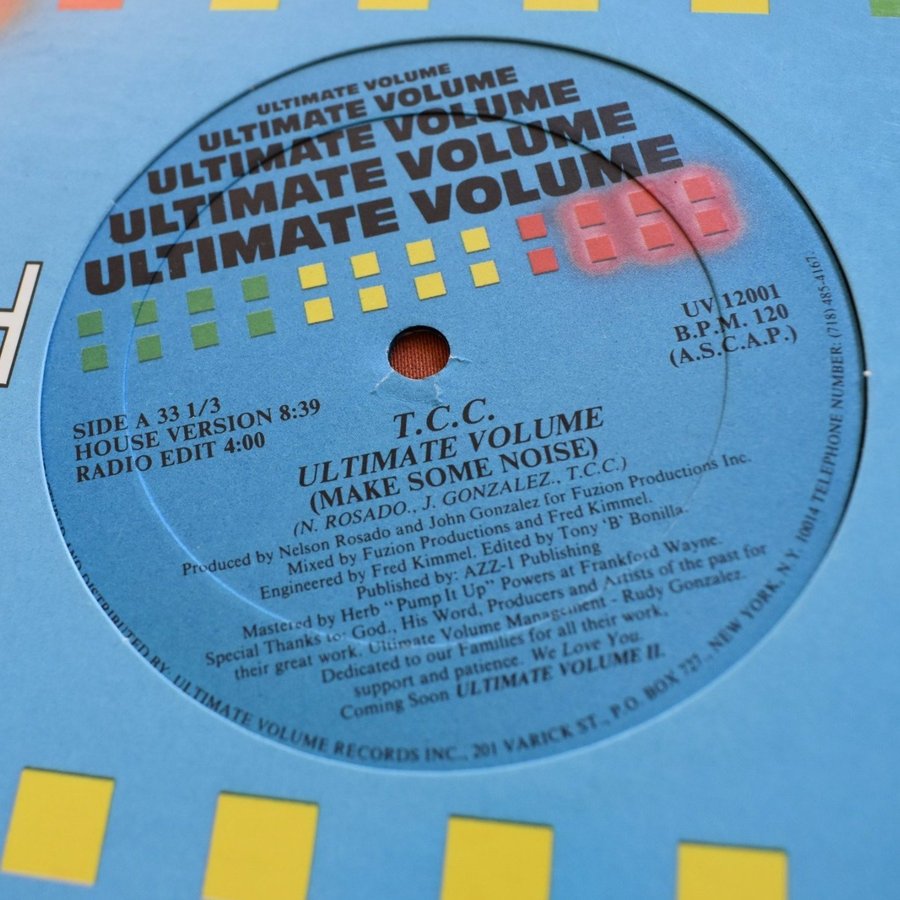 ULTIMATE VOLUME
ULTIMATE VOLUME
ULTIMATE VOLUME
ULTIMATE VOLUME
ULTIMATE VOLUME
UV 12001
B.P.M. 120
(A.S.C.A.P.)
SIDE A 33 1/3
HOUSE VERSION 8:39
RADIO EDIT 4:00
T.C.C.
ULTIMATE VOLUME
(MAKE SOME NOISE)
(N. ROSADO., J. GONZALEZ., T.C.C.)
Produced by Nelson Rosado and John Gonzalez for Fuzion Productions Inc.
Mixed by Fuzion Productions and Fred Kimmel.
Engineered by Fred Kimmel. Edited by Tony 'B' Bonilla.
Published by: AZZ-1 Publishing
Mastered by Herb "Pump It Up" Powers at Frankford Wayne.
Special Thanks to: God., His Word, Producers and Artists of the past for
their great work. Ultimate Volume Management - Rudy Gonzalez.
Dedicated to our Families for all their work,
support and patience. We Love You.
Coming Soon ULTIMATE VOLUME II.
AND DISTRIBUTED BY: ULTIMATE VOLUME RECORDS INC., 201 VARICK ST., P.O. BOX 727., NEW YORK, N.Y. 10014 TELEPHONE NUMBER: (718) 485-4167.